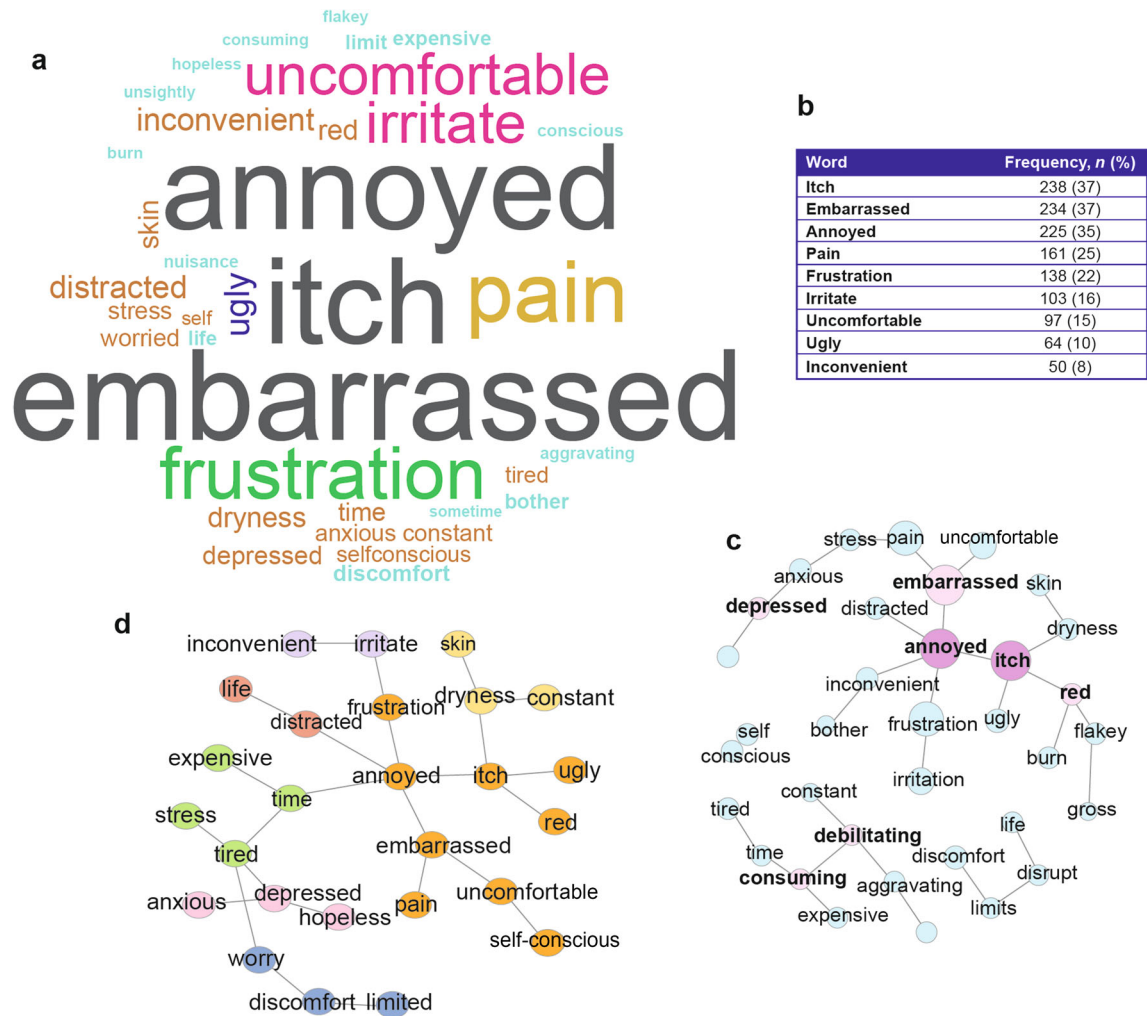 a
flakey
consuming
limit
expensive
hopeless
uncomfortable
unsightly
inconvenient
red
irritate
conscious
burn
annoyed
skin
nuisance
distracted
ugly
itch
pain
stress
self
worried
life
embarrassed
frustration
aggravating
tired
bother
dryness
time
sometime
anxious
constant
depressed
selfconscious
discomfort
b
Word Frequency, n (%)
Itch 238 (37)
Embarrassed 234 (37)
Annoyed 225 (35)
Pain 161 (25)
Frustration 138 (22)
Irritate 103 (16)
Uncomfortable 97 (15)
Ugly 64 (10)
Inconvenient 50 (8)
c
stress
pain
uncomfortable
anxious
embarrassed
skin
depressed
distracted
dryness
annoyed
itch
inconvenient
red
bother
frustration
ugly
flakey
self
conscious
burn
irritation
gross
constant
tired
debilitating
life
time
discomfort
consuming
aggravating
disrupt
expensive
limits
d
inconvenient
irritate
skin
life
frustration
dryness
constant
distracted
expensive
annoyed
itch
ugly
time
stress
red
tired
embarrassed
anxious
depressed
hopeless
pain
uncomfortable
self-conscious
worry
discomfort
limited